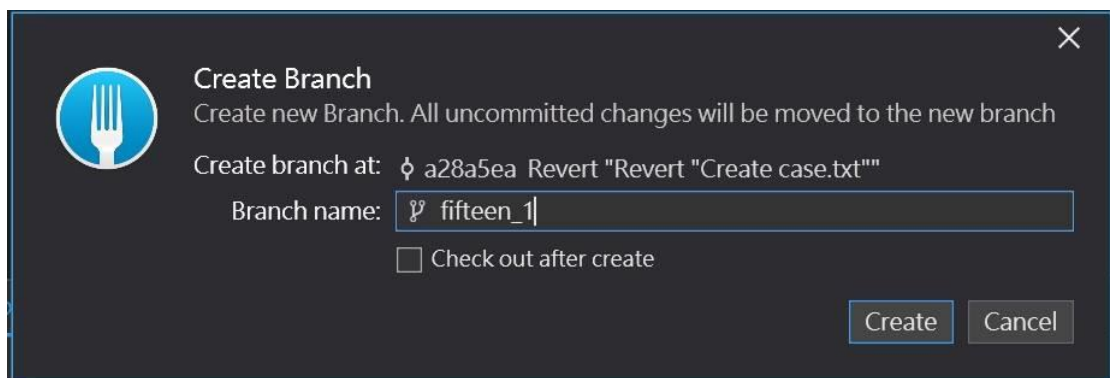 Create Branch
Create new Branch. All uncommitted changes will be moved to the new branch
Create branch at: a28a5ea Revert "Revert "Create case.txt""
Branch name: fifteen_1
Check out after create
Create Cancel